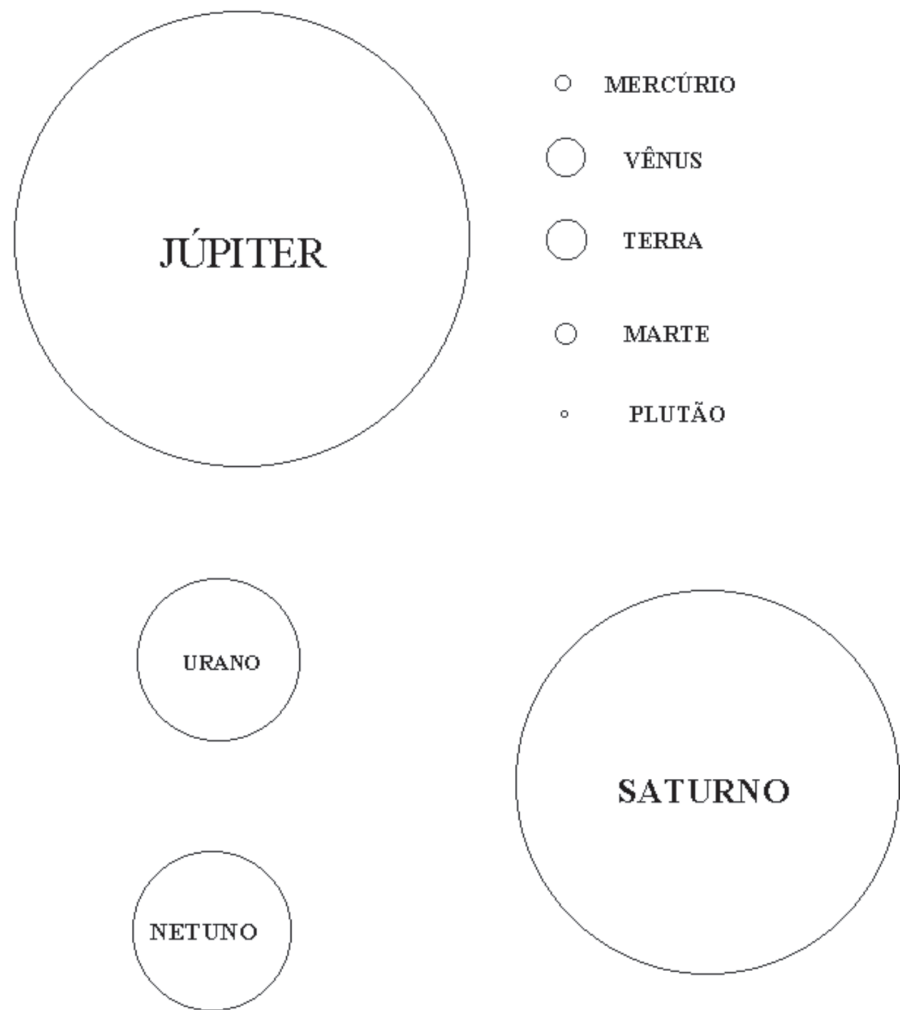 JÚPITER
MERCÚRIO
VÊNUS
TERRA
MARTE
PLUTÃO
URANO
SATURNO
NETUNO